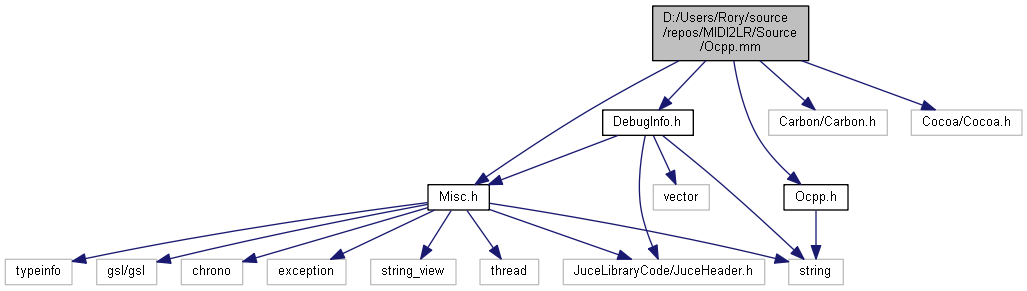 D:/Users/Rory/source
/repos/MIDI2LR/Source
/Ocpp.mm
DebugInfo.h
Carbon/Carbon.h
Cocoa/Cocoa.h
Misc.h
vector
Ocpp.h
typeinfo
gsl/gsl
chrono
exception
string_view
thread
JuceLibraryCode/JuceHeader.h
string